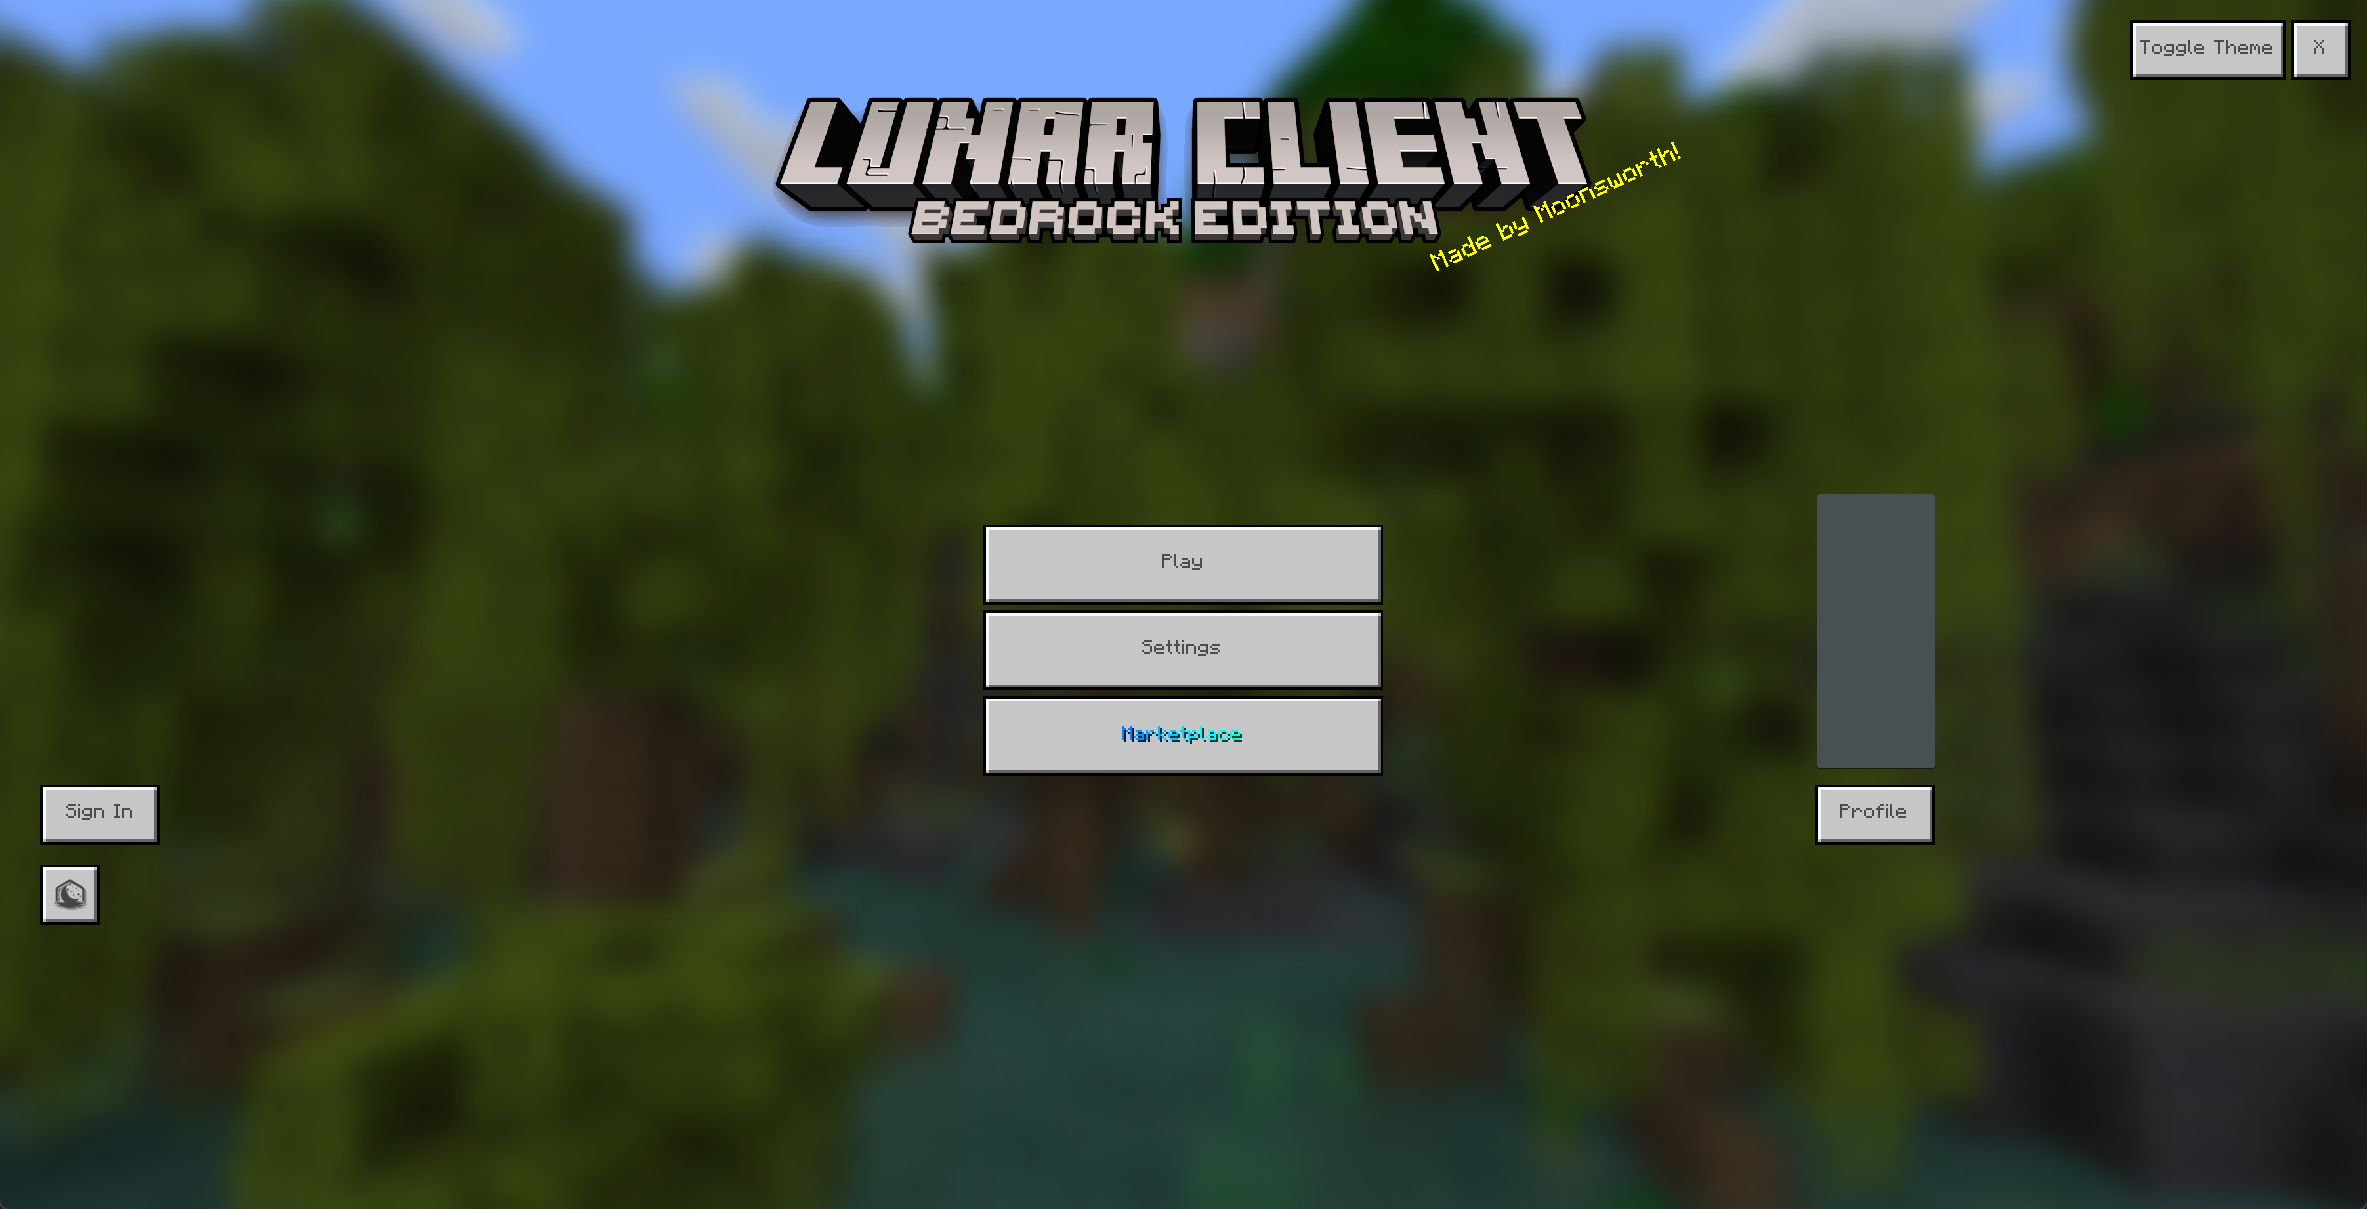 Toggle Theme
X
LUNAR CLIENT
BEDROCK EDITION
Made by Moonsworth!
Play
Settings
Marketplace
Sign In
Profile